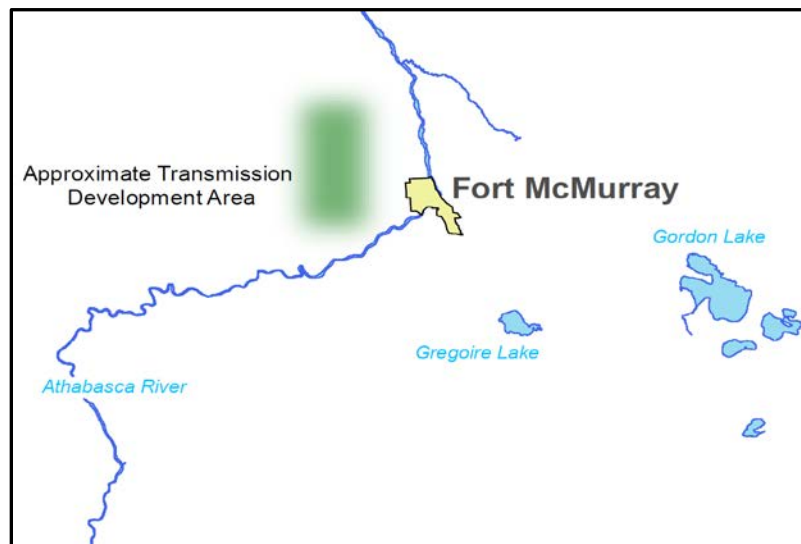 Approximate Transmission
Development Area
Fort McMurray
Gordon Lake
Gregoire Lake
Athabasca River